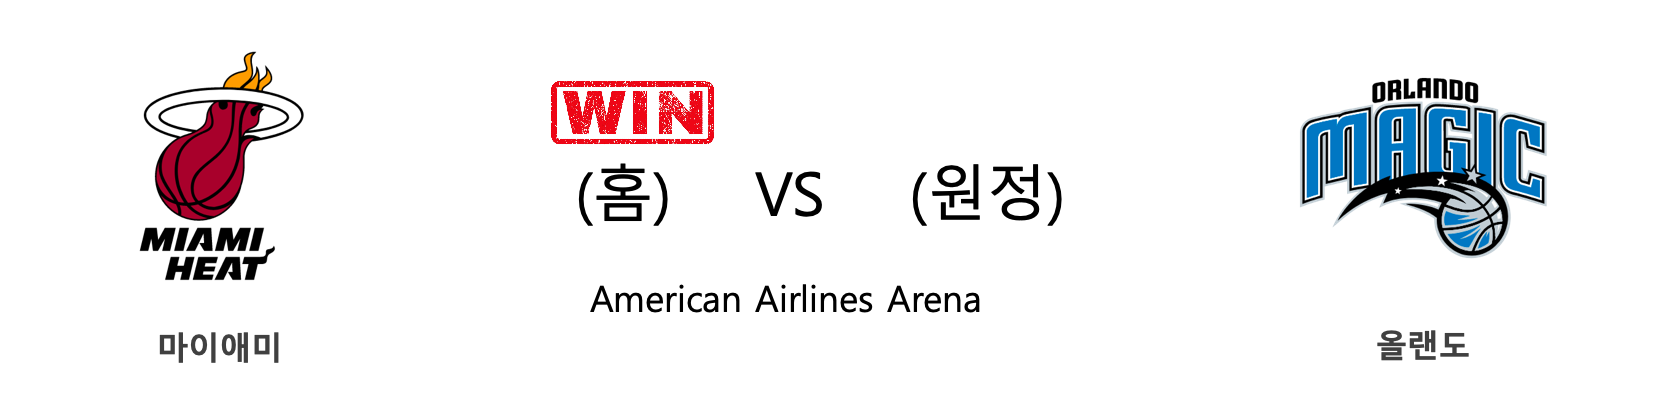 MIAMI
HEAT
마이애미
WIN
(홈) VS (원정)
American Airlines Arena
ORLANDO
MAGIC
올랜도